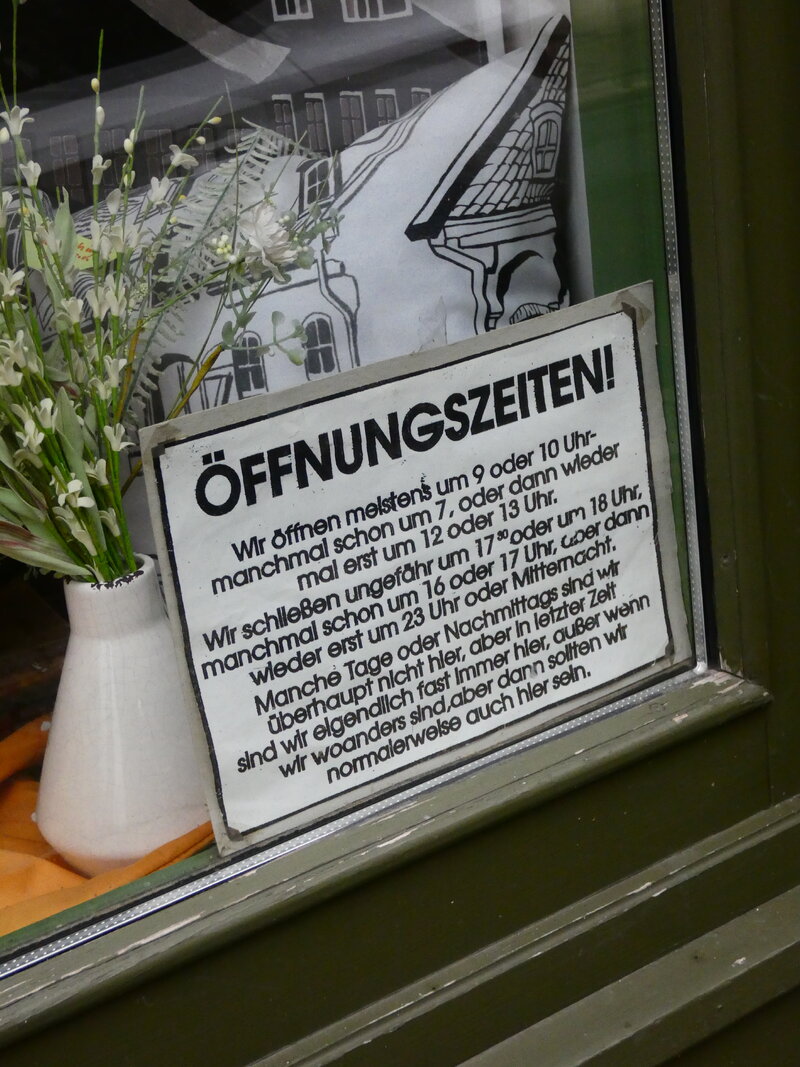 ÖFFNUNGSZEITEN!
Wir öffnen meistens um 9 oder 10 Uhr-
manchmal schon um 7, oder dann wieder
mal erst um 12 oder 13 Uhr.
Wir schließen ungefähr um 17³⁰ oder um 18 Uhr,
manchmal schon um 16 oder 17 Uhr, aber dann
wieder erst um 23 Uhr oder Mitternacht.
Manche Tage oder Nachmittags sind wir
überhaupt nicht hier, aber in letzter Zeit
sind wir eigendlich fast immer hier, außer wenn
wir woanders sind,aber dann sollten wir
normalerweise auch hier sein.